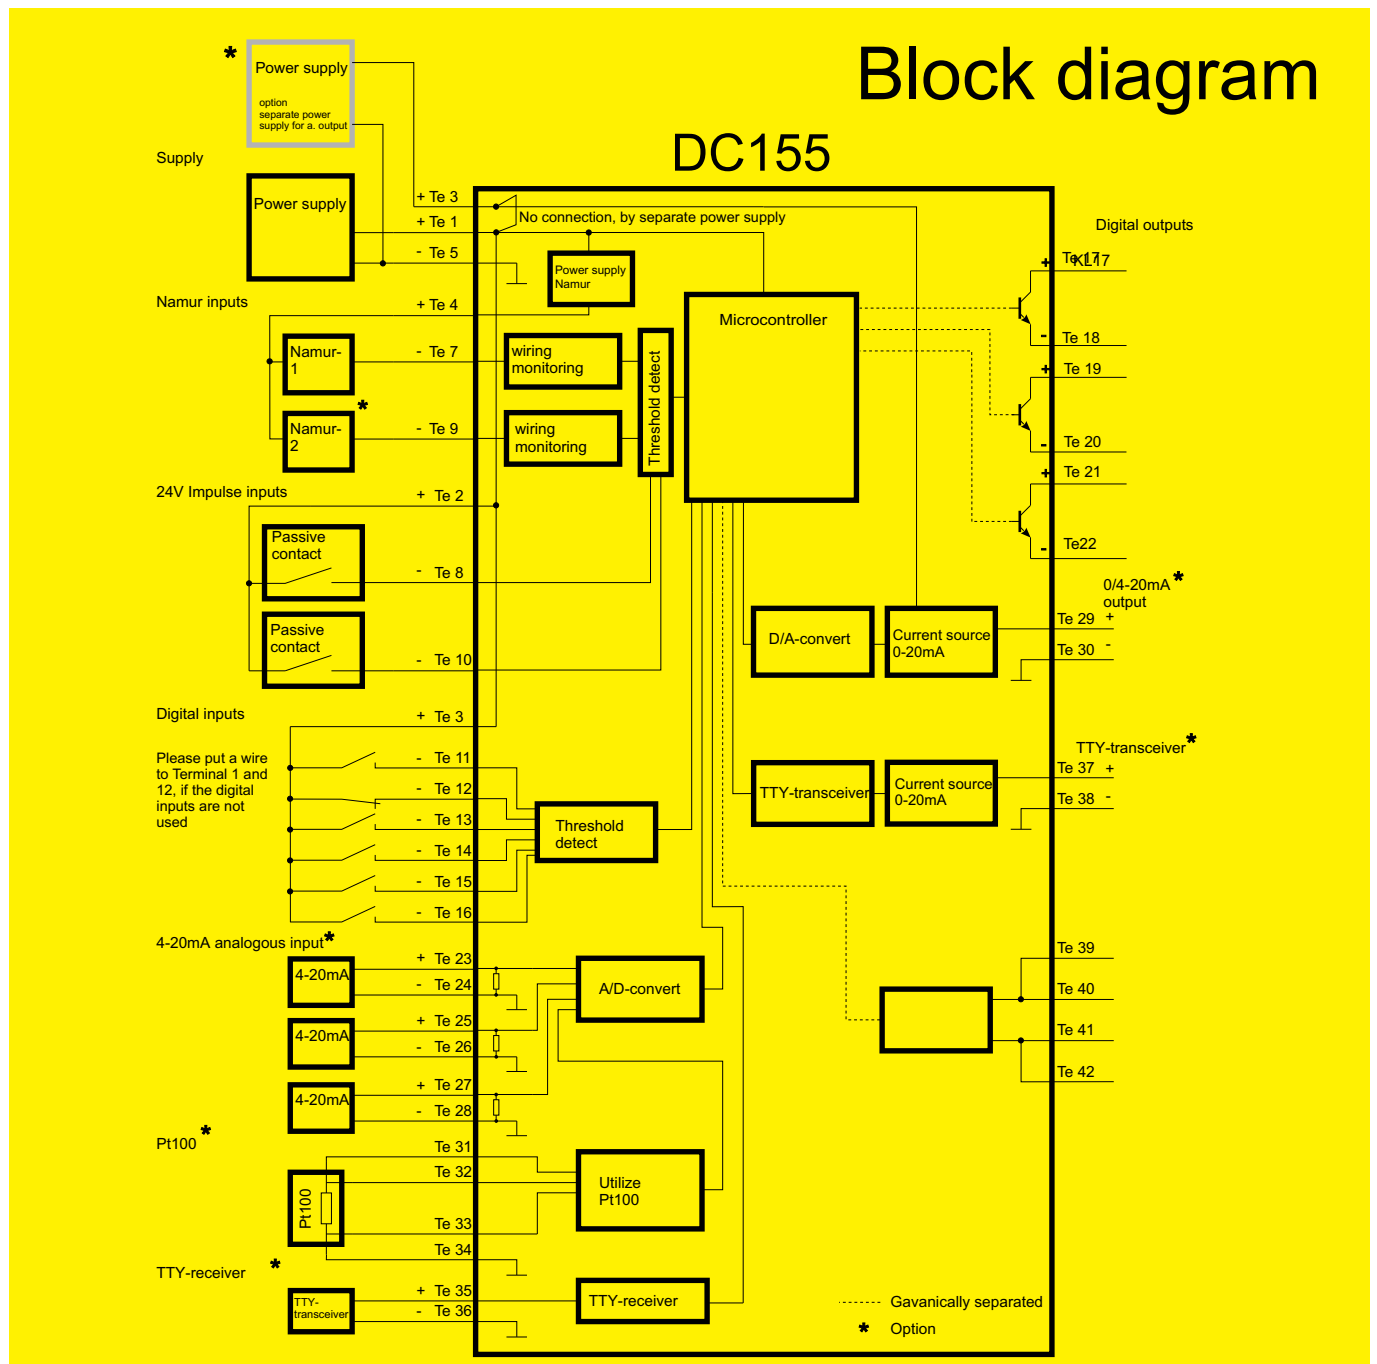 Block diagram
DC155
*
Power supply
option
separate power
supply for a. output
Supply
Power supply
+ Te 3
+ Te 1
- Te 5
No connection, by separate power supply
Power supply
Namur
Namur inputs
+ Te 4
Namur-
1
- Te 7
wiring
monitoring
*
Namur-
2
- Te 9
wiring
monitoring
Threshold detect
Microcontroller
24V Impulse inputs
+ Te 2
Passive
contact
- Te 8
Passive
contact
- Te 10
Digital inputs
+ Te 3
Please put a wire
to Terminal 1 and
12, if the digital
inputs are not
used
- Te 11
- Te 12
- Te 13
- Te 14
- Te 15
- Te 16
Threshold
detect
4-20mA analogous input*
4-20mA
+ Te 23
- Te 24
4-20mA
+ Te 25
- Te 26
4-20mA
+ Te 27
- Te 28
A/D-convert
Pt100 *
Pt100
Te 31
Te 32
Te 33
Te 34
Utilize
Pt100
TTY-receiver *
TTY-
transceiver
+ Te 35
- Te 36
TTY-receiver
Digital outputs
+ Te 17
KL17
- Te 18
+ Te 19
- Te 20
+ Te 21
- Te22
0/4-20mA*
output
D/A-convert
Current source
0-20mA
Te 29 +
Te 30 -
TTY-transceiver*
TTY-transceiver
Current source
0-20mA
Te 37 +
Te 38 -
Te 39
Te 40
Te 41
Te 42
Gavanically separated
* Option